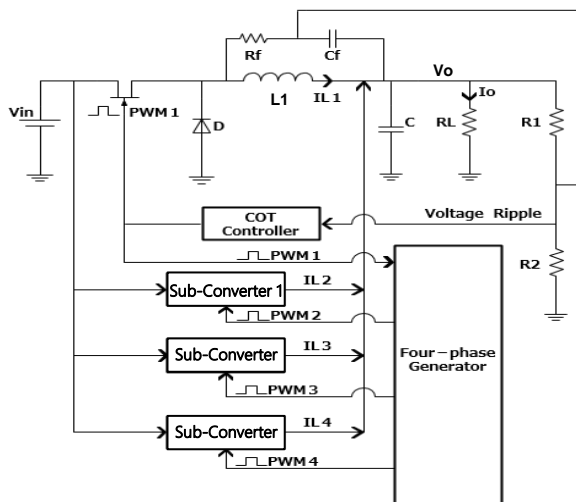 Rf
Cf
Vin
PWM 1
D
L1
IL 1
Vo
Io
C
RL
R1
COT
Controller
Voltage Ripple
PWM 1
R2
Sub-Converter 1
IL 2
PWM 2
Four-phase
Generator
Sub-Converter
IL 3
PWM 3
Sub-Converter
IL 4
PWM 4